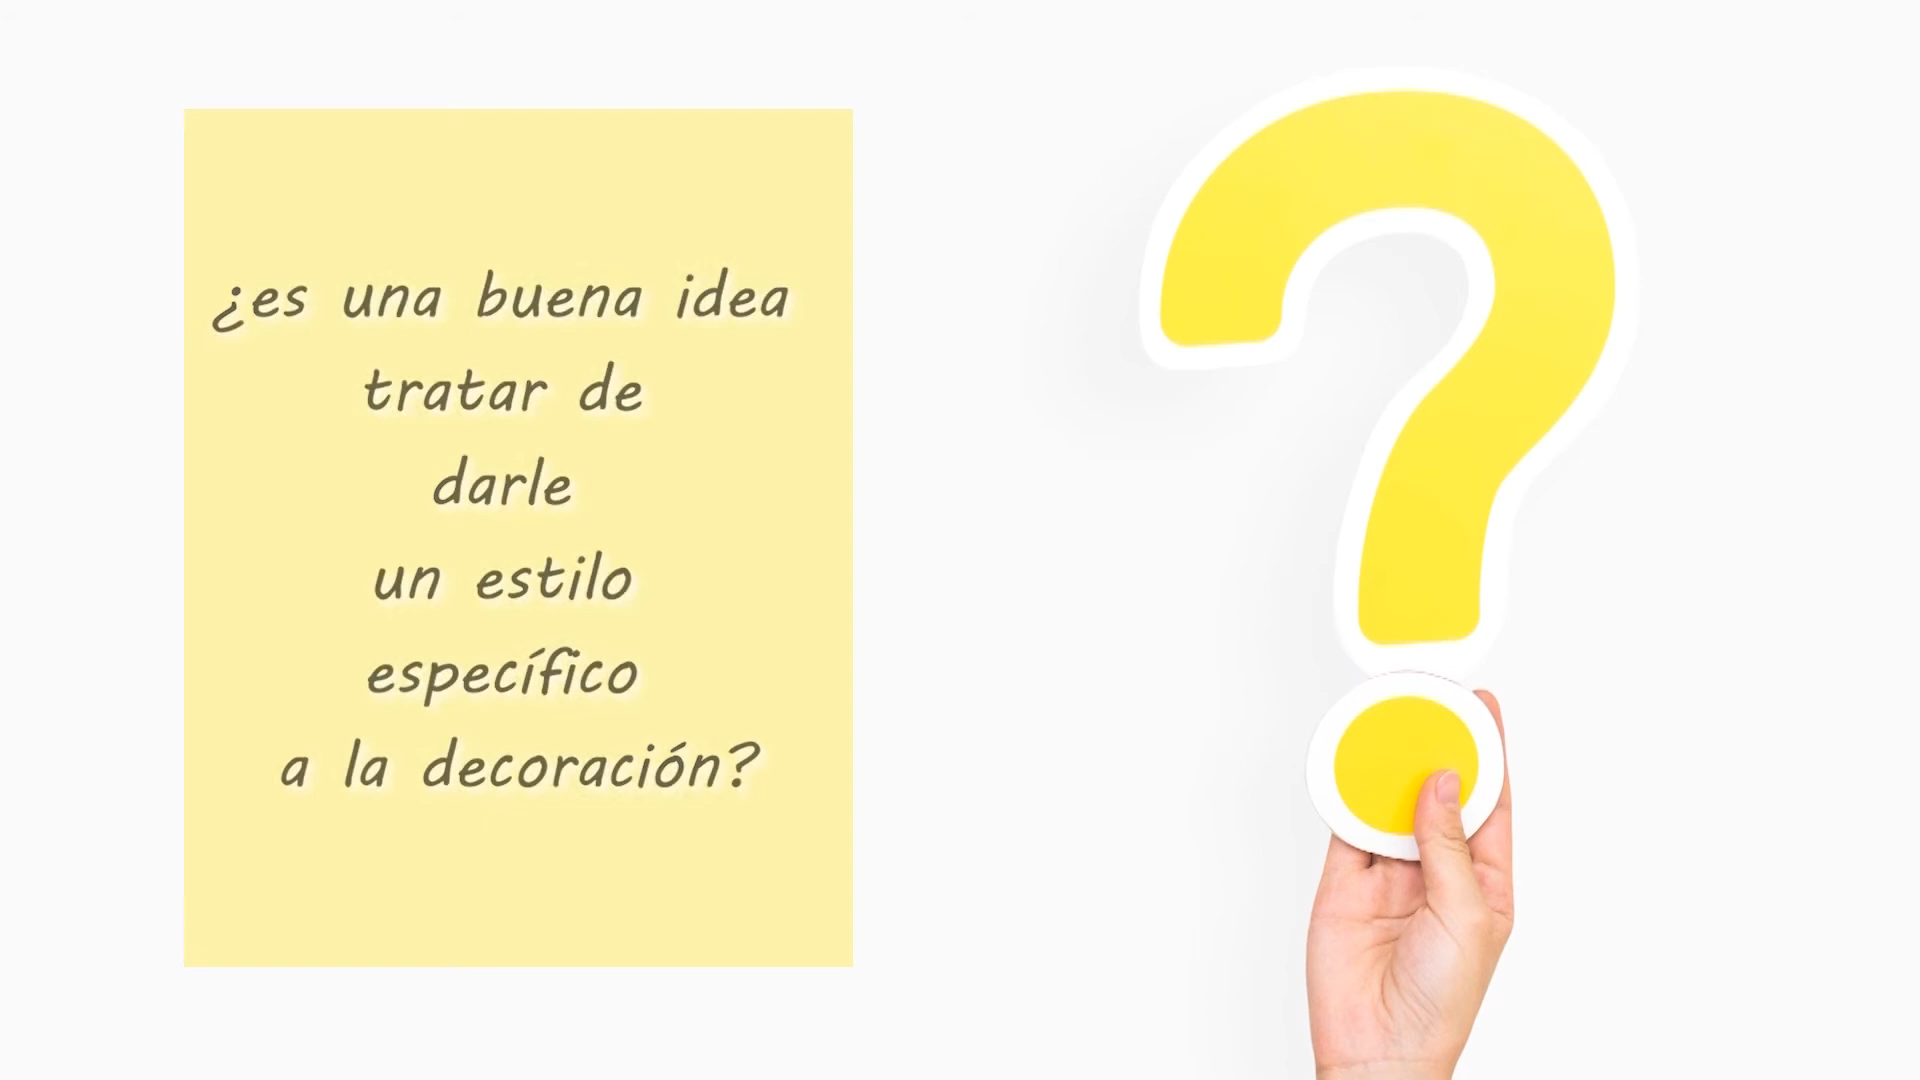 ¿es una buena idea
tratar de
darle
un estilo
específico
a la decoración?